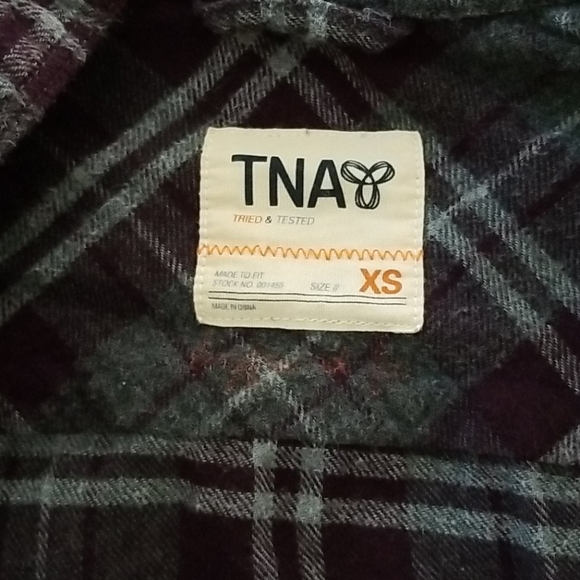 TNA
TRIED & TESTED
MADE TO FIT
STOCK NO. 001455 SIZE // XS
MADE IN CHINA